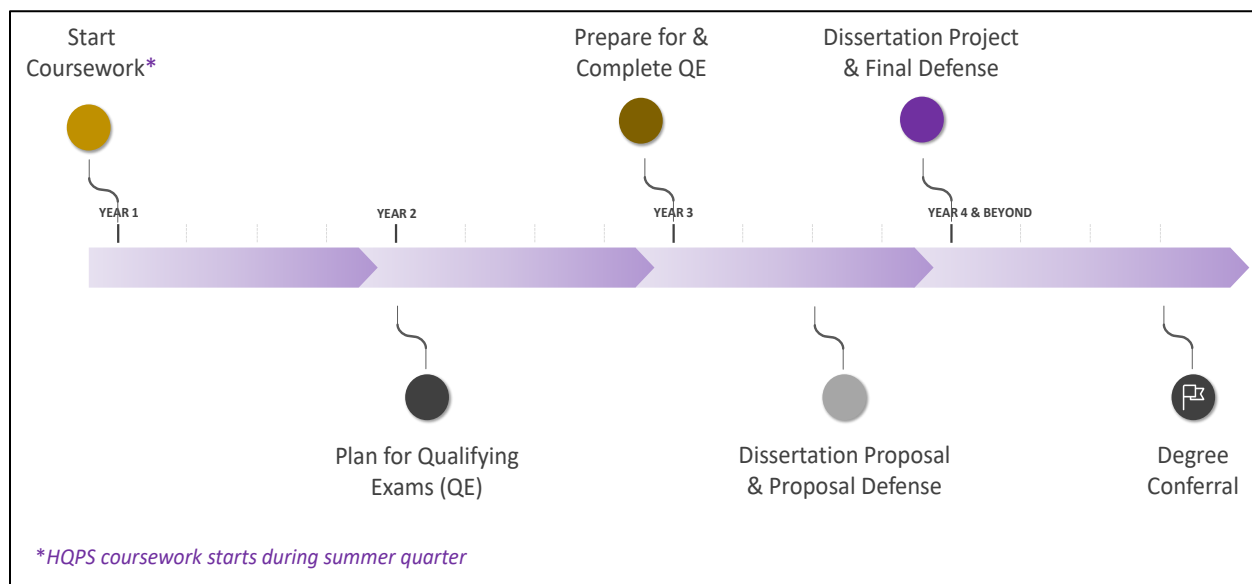 Start
Coursework*
Prepare for &
Complete QE
Dissertation Project
& Final Defense
YEAR 1
YEAR 2
YEAR 3
YEAR 4 & BEYOND
Plan for Qualifying
Exams (QE)
Dissertation Proposal
& Proposal Defense
Degree
Conferral
*HQPS coursework starts during summer quarter